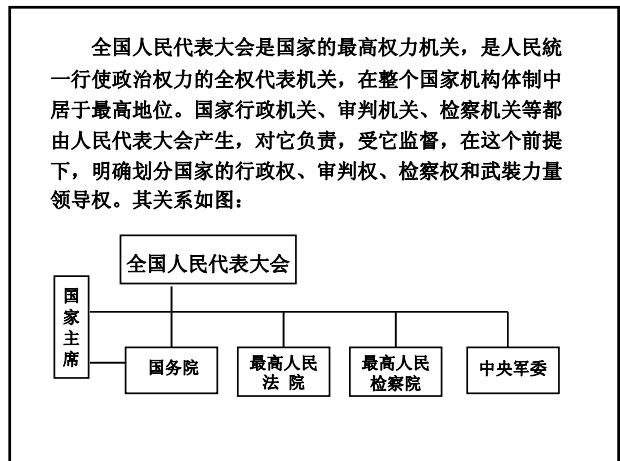 全国人民代表大会是国家的最高权力机关，是人民統
一行使政治权力的全权代表机关，在整个国家机构体制中
居于最高地位。国家行政机关、审判机关、检察机关等都
由人民代表大会产生，对它负责，受它监督，在这个前提
下，明确划分国家的行政权、审判权、检察权和武裝力量
领导权。其关系如图：
全国人民代表大会
国
家
主
席
国务院
最高人民
法 院
最高人民
检察院
中央军委